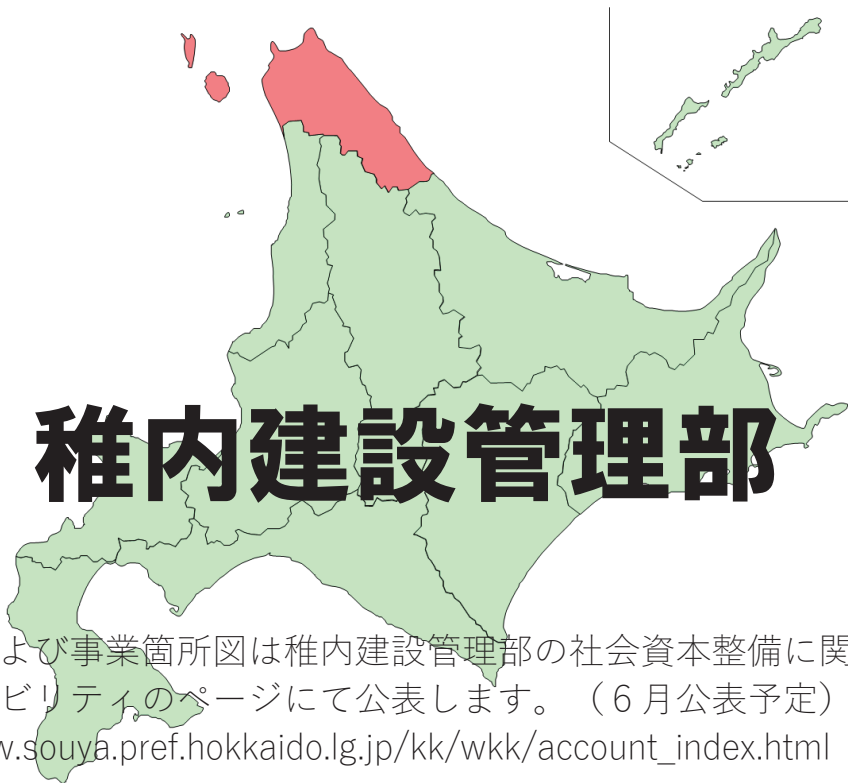 稚内建設管理部
よび事業箇所図は稚内建設管理部の社会資本整備に関
ビリティのページにて公表します。（６月公表予定）
w.souya.pref.hokkaido.lg.jp/kk/wkk/account_index.html